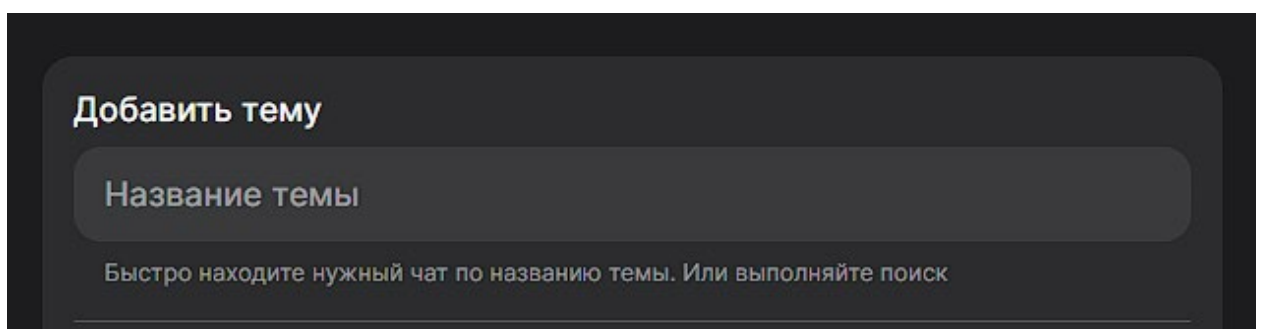 Добавить тему
Название темы
Быстро находите нужный чат по названию темы. Или выполняйте поиск